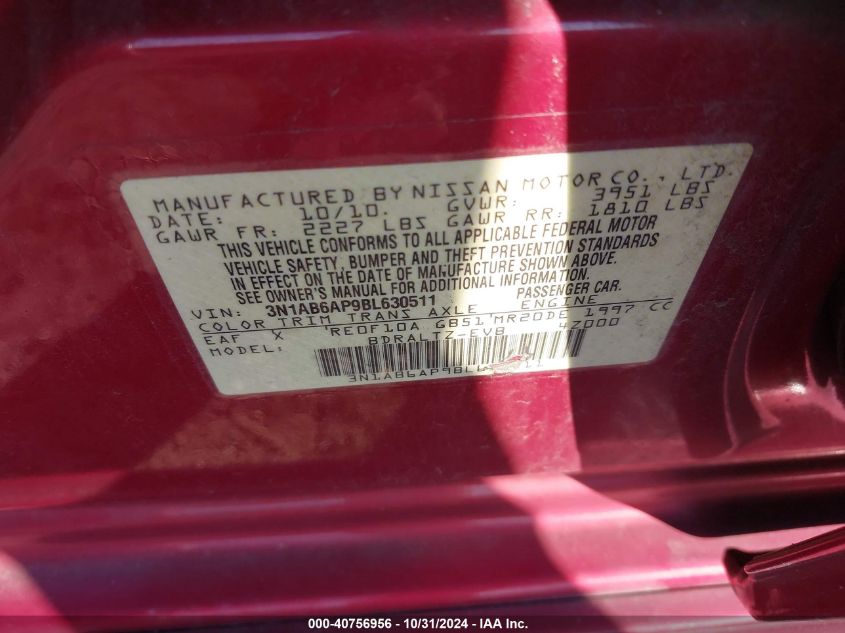 MANUFACTURED BY NISSAN MOTOR CO., LTD.
DATE: 10/10. GVWR: 3951 LBS
GAWR FR: 2227 LBS GAWR RR: 1810 LBS
THIS VEHICLE CONFORMS TO ALL APPLICABLE FEDERAL MOTOR
VEHICLE SAFETY, BUMPER AND THEFT PREVENTION STANDARDS
IN EFFECT ON THE DATE OF MANUFACTURE SHOWN ABOVE.
SEE OWNER'S MANUAL FOR ADDITIONAL INFORMATION.
VIN: 3N1AB6AP9BL630511 PASSENGER CAR.
COLOR TRIM TRANS AXLE ENGINE
EAF X RE0F10A GB51 MR20DE 1997 CC
MODEL: BDRALTZ-EVB 4Z000
000-40756956 - 10/31/2024 - IAA Inc.